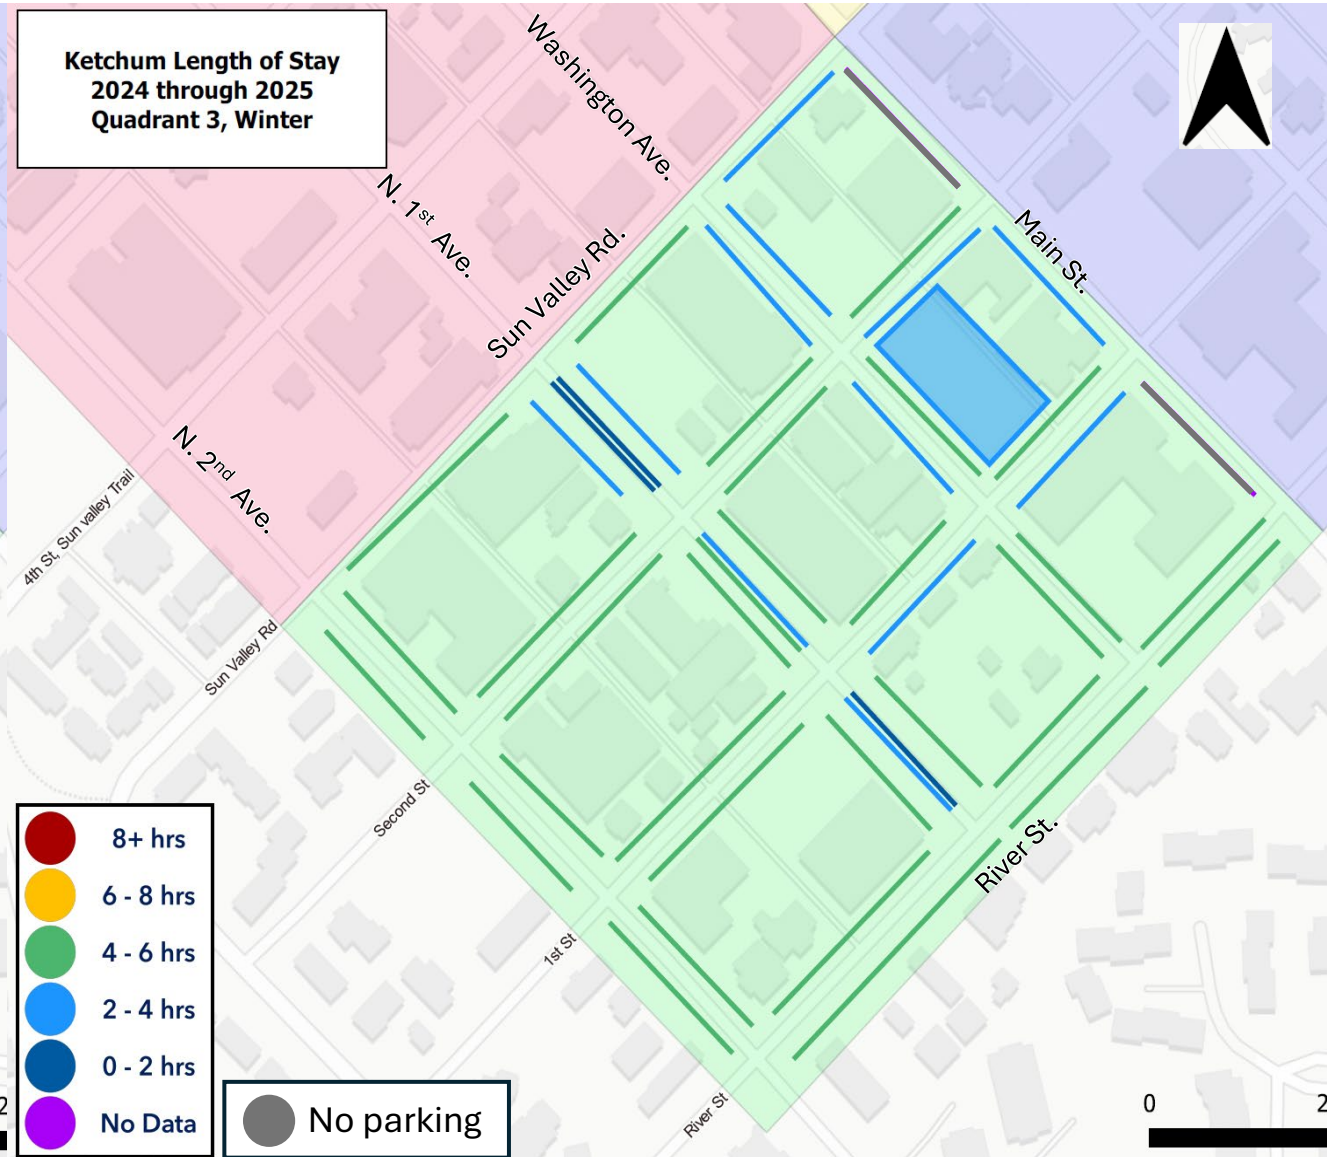 Ketchum Length of Stay
2024 through 2025
Quadrant 3, Winter
Washington Ave.
N. 1st Ave.
Sun Valley Rd.
Main St.
N. 2nd Ave.
4th St, Sun valley Trail
Sun Valley Rd
Second St
1st St
River St.
River St
8+ hrs
6 - 8 hrs
4 - 6 hrs
2 - 4 hrs
0 - 2 hrs
No Data
No parking
2
0
2